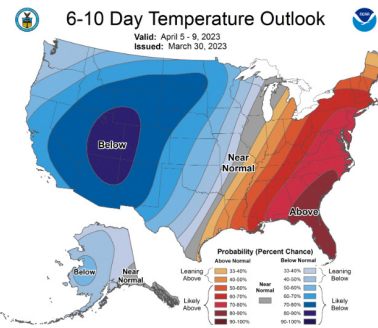 6-10 Day Temperature Outlook
Valid: April 5 - 9, 2023
Issued: March 30, 2023
Below
Near
Normal
Above
Below
Near
Normal
Probability (Percent Chance)
Above Normal
Below Normal
Leaning
Above
Likely
Above
33-40%
40-50%
50-60%
60-70%
70-80%
80-90%
90-100%
Near
Normal
33-40%
40-50%
50-60%
60-70%
70-80%
80-90%
90-100%
Leaning
Below
Likely
Below